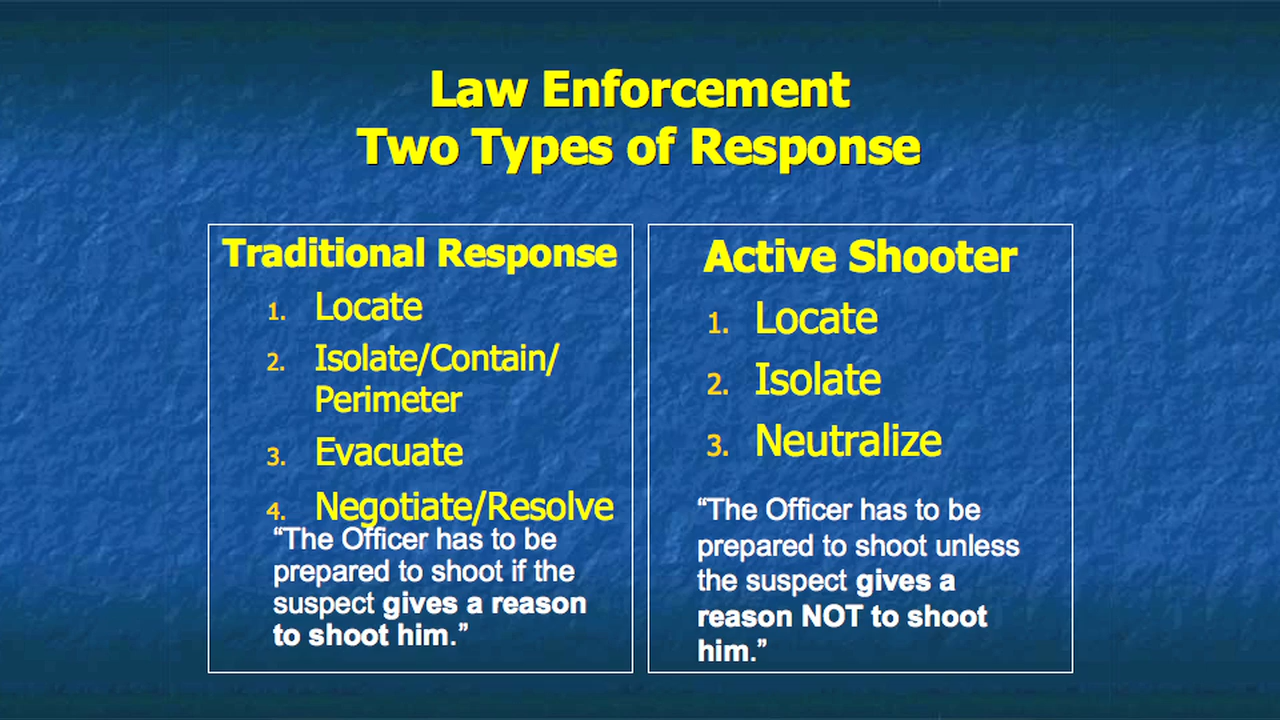 Law Enforcement
Two Types of Response
Traditional Response
1. Locate
2. Isolate/Contain/
Perimeter
3. Evacuate
4. Negotiate/Resolve
“The Officer has to be
prepared to shoot if the
suspect gives a reason
to shoot him.”
Active Shooter
1. Locate
2. Isolate
3. Neutralize
“The Officer has to be
prepared to shoot unless
the suspect gives a
reason NOT to shoot
him.”